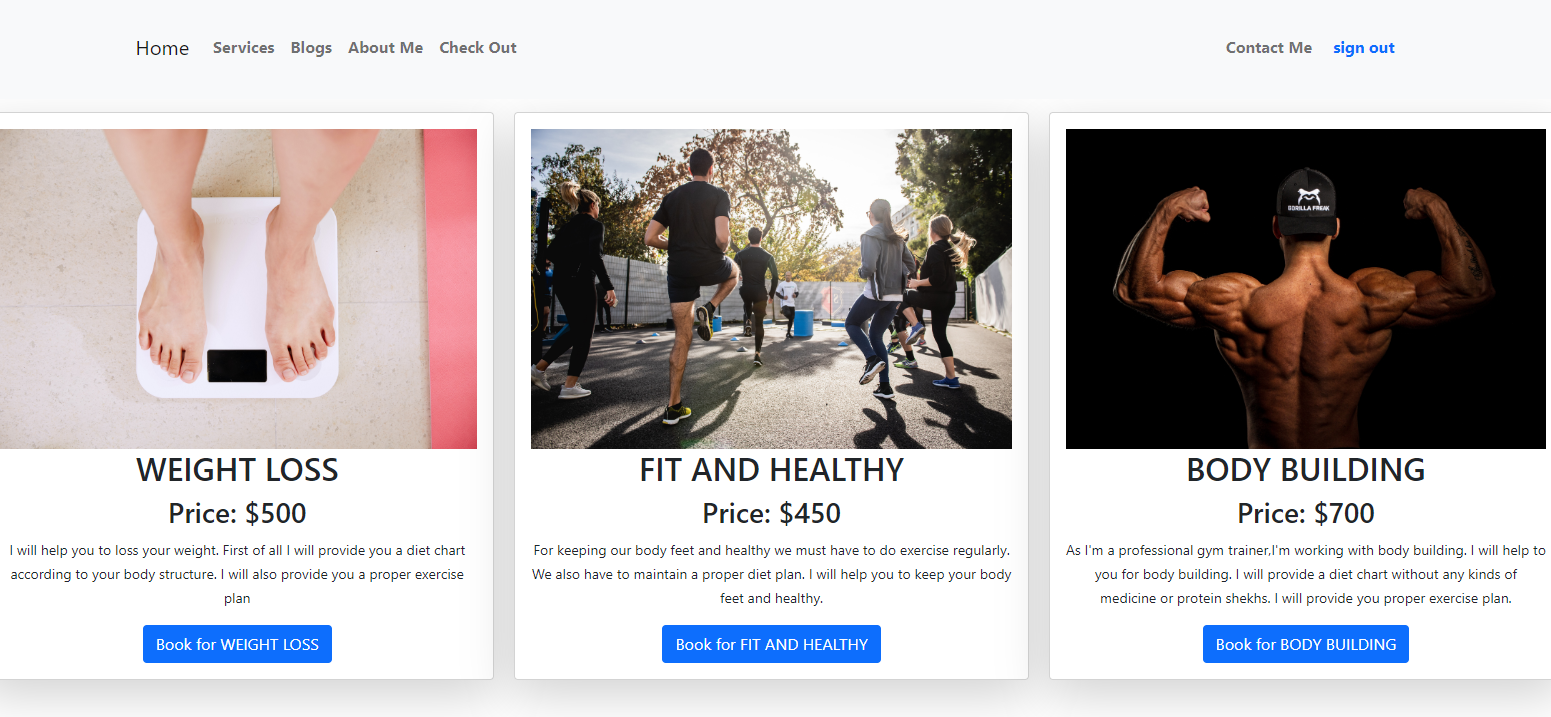 Home Services Blogs About Me Check Out Contact Me sign out
GORILLA FREAK
WEIGHT LOSS
Price: $500
I will help you to loss your weight. First of all I will provide you a diet chart
according to your body structure. I will also provide you a proper exercise
plan
Book for WEIGHT LOSS
FIT AND HEALTHY
Price: $450
For keeping our body feet and healthy we must have to do exercise regularly.
We also have to maintain a proper diet plan. I will help you to keep your body
feet and healthy.
Book for FIT AND HEALTHY
BODY BUILDING
Price: $700
As I'm a professional gym trainer,I'm working with body building. I will help to
you for body building. I will provide a diet chart without any kinds of
medicine or protein shekhs. I will provide you proper exercise plan.
Book for BODY BUILDING